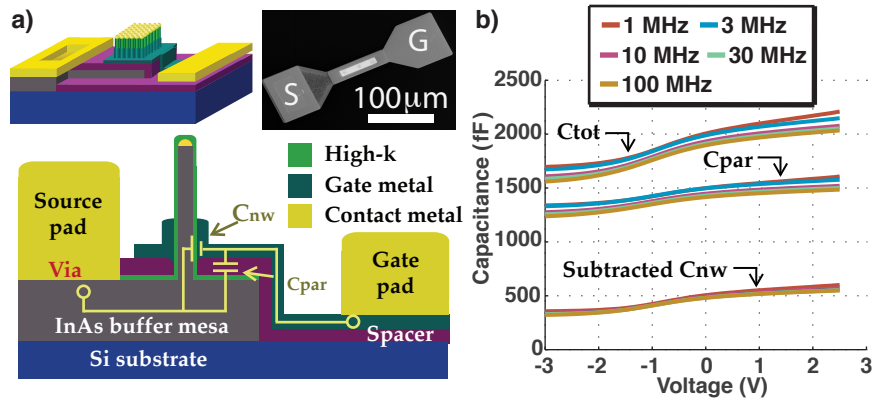 a)
S
G
100μm
High-k
Gate metal
Contact metal
Source
pad
Cnw
Via
Cpar
Gate
pad
InAs buffer mesa
Spacer
Si substrate
b)
1 MHz 3 MHz
10 MHz 30 MHz
100 MHz
Capacitance (fF)
2500
2000
1500
1000
500
0
Ctot
Cpar
Subtracted Cnw
-3 -2 -1 0 1 2 3
Voltage (V)